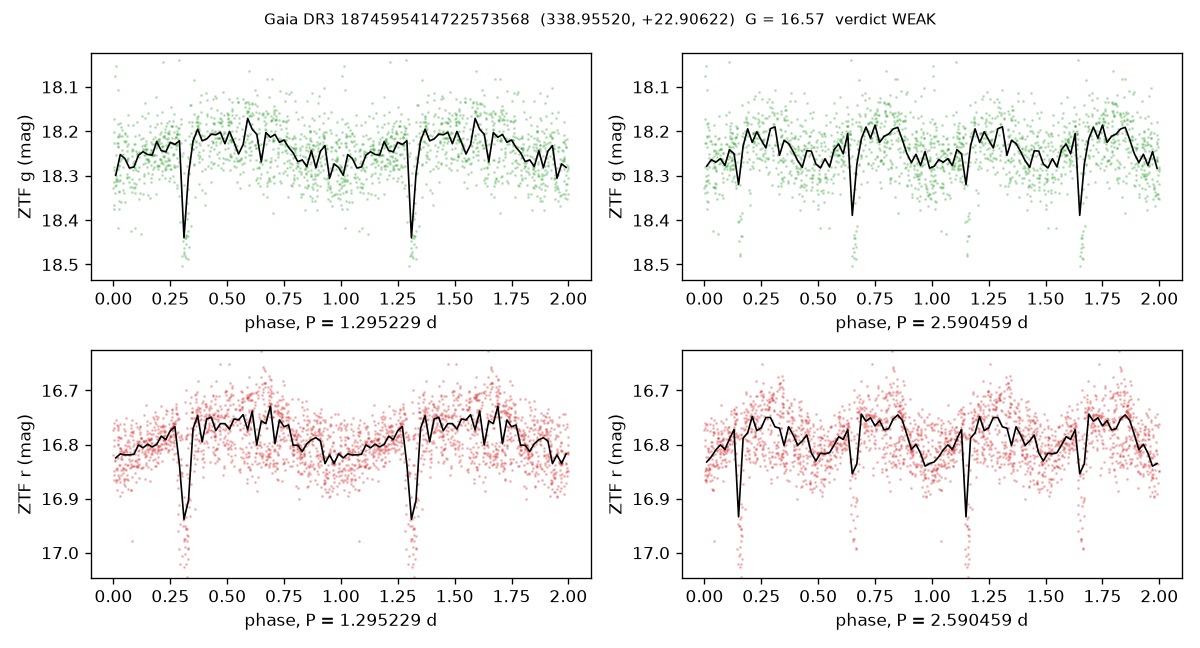 Gaia DR3 1874595414722573568  (338.95520, +22.90622)  G = 16.57  verdict WEAK
ZTF g (mag)
18.1
18.2
18.3
18.4
18.5
0.00 0.25 0.50 0.75 1.00 1.25 1.50 1.75 2.00
phase, P = 1.295229 d
ZTF g (mag)
18.1
18.2
18.3
18.4
18.5
0.00 0.25 0.50 0.75 1.00 1.25 1.50 1.75 2.00
phase, P = 2.590459 d
ZTF r (mag)
16.7
16.8
16.9
17.0
0.00 0.25 0.50 0.75 1.00 1.25 1.50 1.75 2.00
phase, P = 1.295229 d
ZTF r (mag)
16.7
16.8
16.9
17.0
0.00 0.25 0.50 0.75 1.00 1.25 1.50 1.75 2.00
phase, P = 2.590459 d